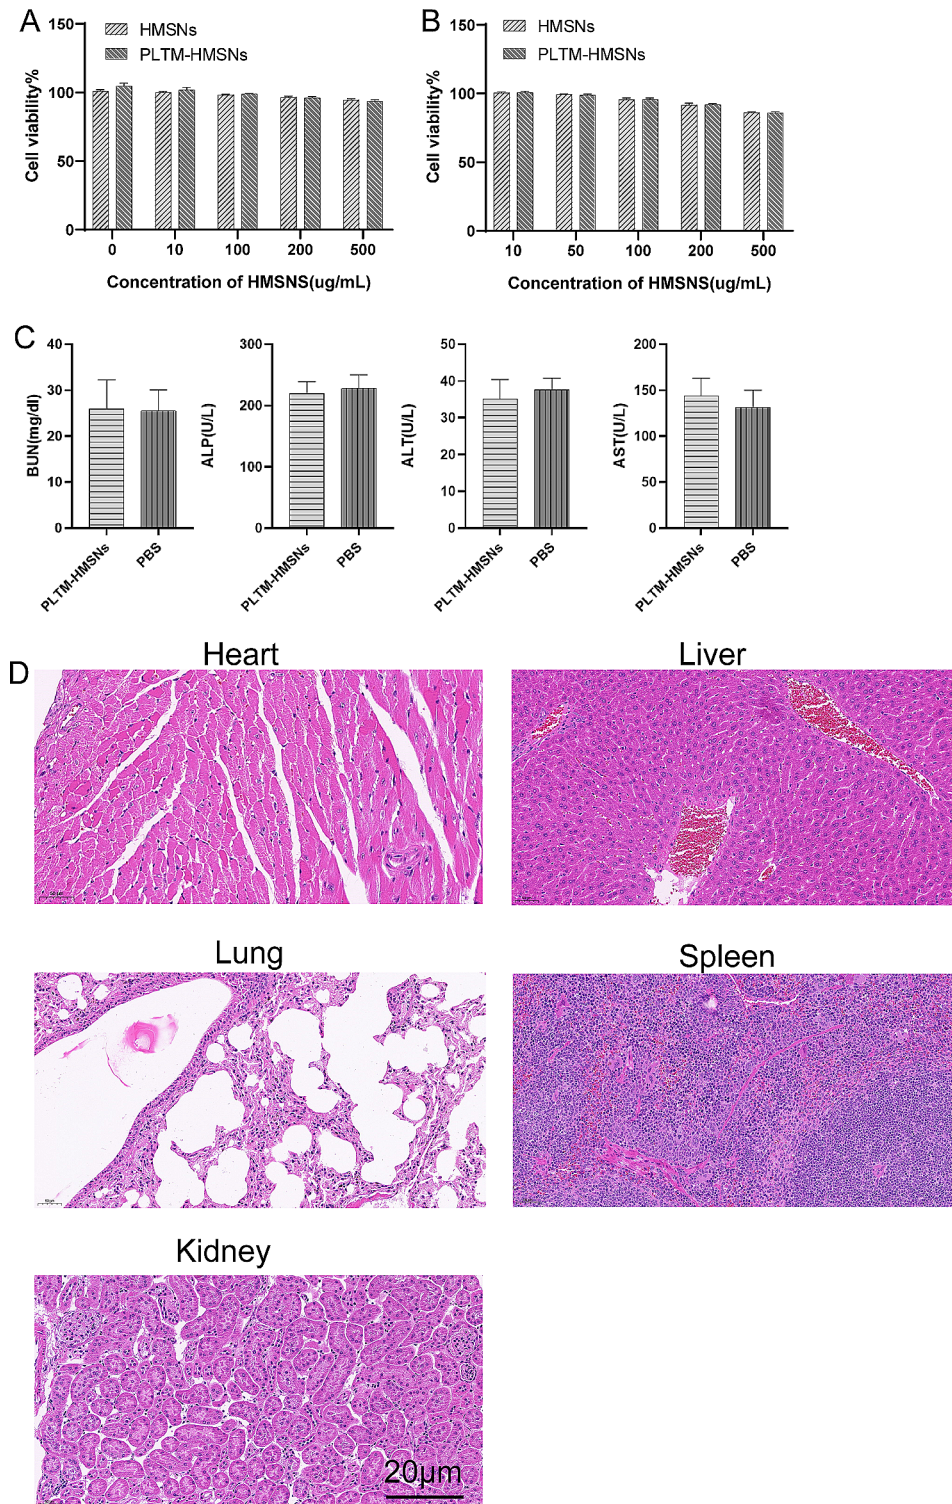 A
150
100
50
0
Cell viability%
HMSNs
PLTM-HMSNs
0 10 100 200 500
Concentration of HMSNS(ug/mL)
B
150
100
50
0
Cell viability%
HMSNs
PLTM-HMSNs
10 50 100 200 500
Concentration of HMSNS(ug/mL)
C
40
30
20
10
0
BUN(mg/dl)
PLTM-HMSNs
PBS
300
200
100
0
ALP(U/L)
PLTM-HMSNs
PBS
50
40
30
20
10
0
ALT(U/L)
PLTM-HMSNs
PBS
200
150
100
50
0
AST(U/L)
PLTM-HMSNs
PBS
D
Heart
Liver
Lung
Spleen
Kidney
20μm